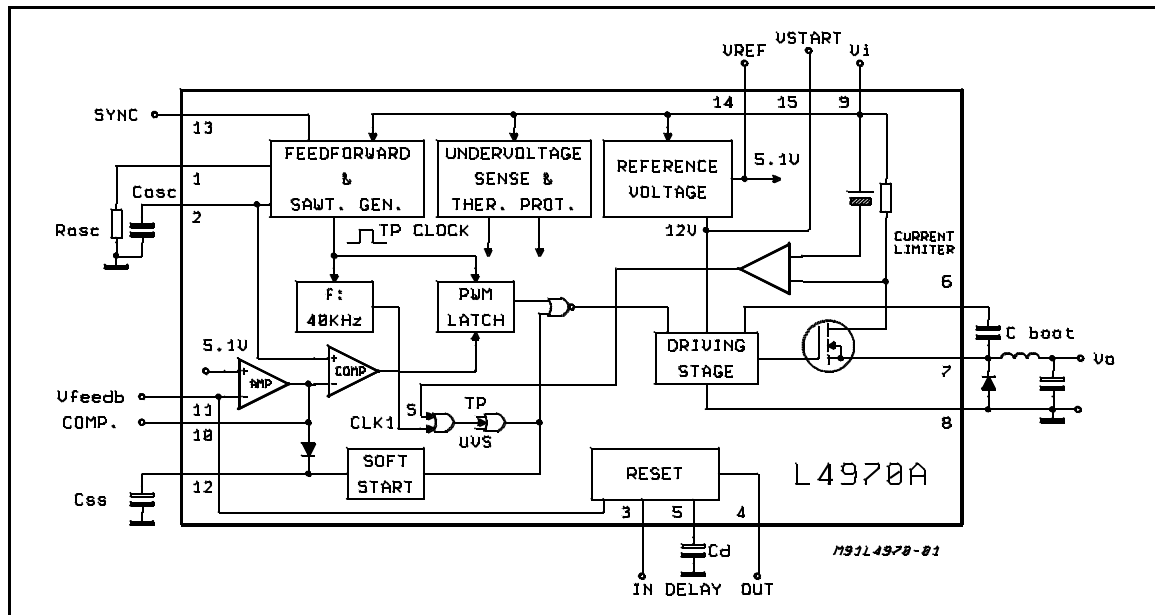 VSTART
VREF
Vi
14
15
9
SYNC
13
FEEDFORWARD
&
SAWT. GEN.
UNDERVOLTAGE
SENSE &
THER. PROT.
REFERENCE
VOLTAGE
5.1V
1
Cosc
2
Rosc
TP CLOCK
12V
CURRENT
LIMITER
6
F:
40KHz
PWM
LATCH
C boot
5.1V
+
AMP
-
+
COMP
-
DRIVING
STAGE
7
Vo
Vfeedb
11
COMP.
10
S
CLK1
TP
UVS
8
SOFT
START
RESET
L4970A
12
Css
3
5
4
Cd
M91L4970-01
IN
DELAY
OUT